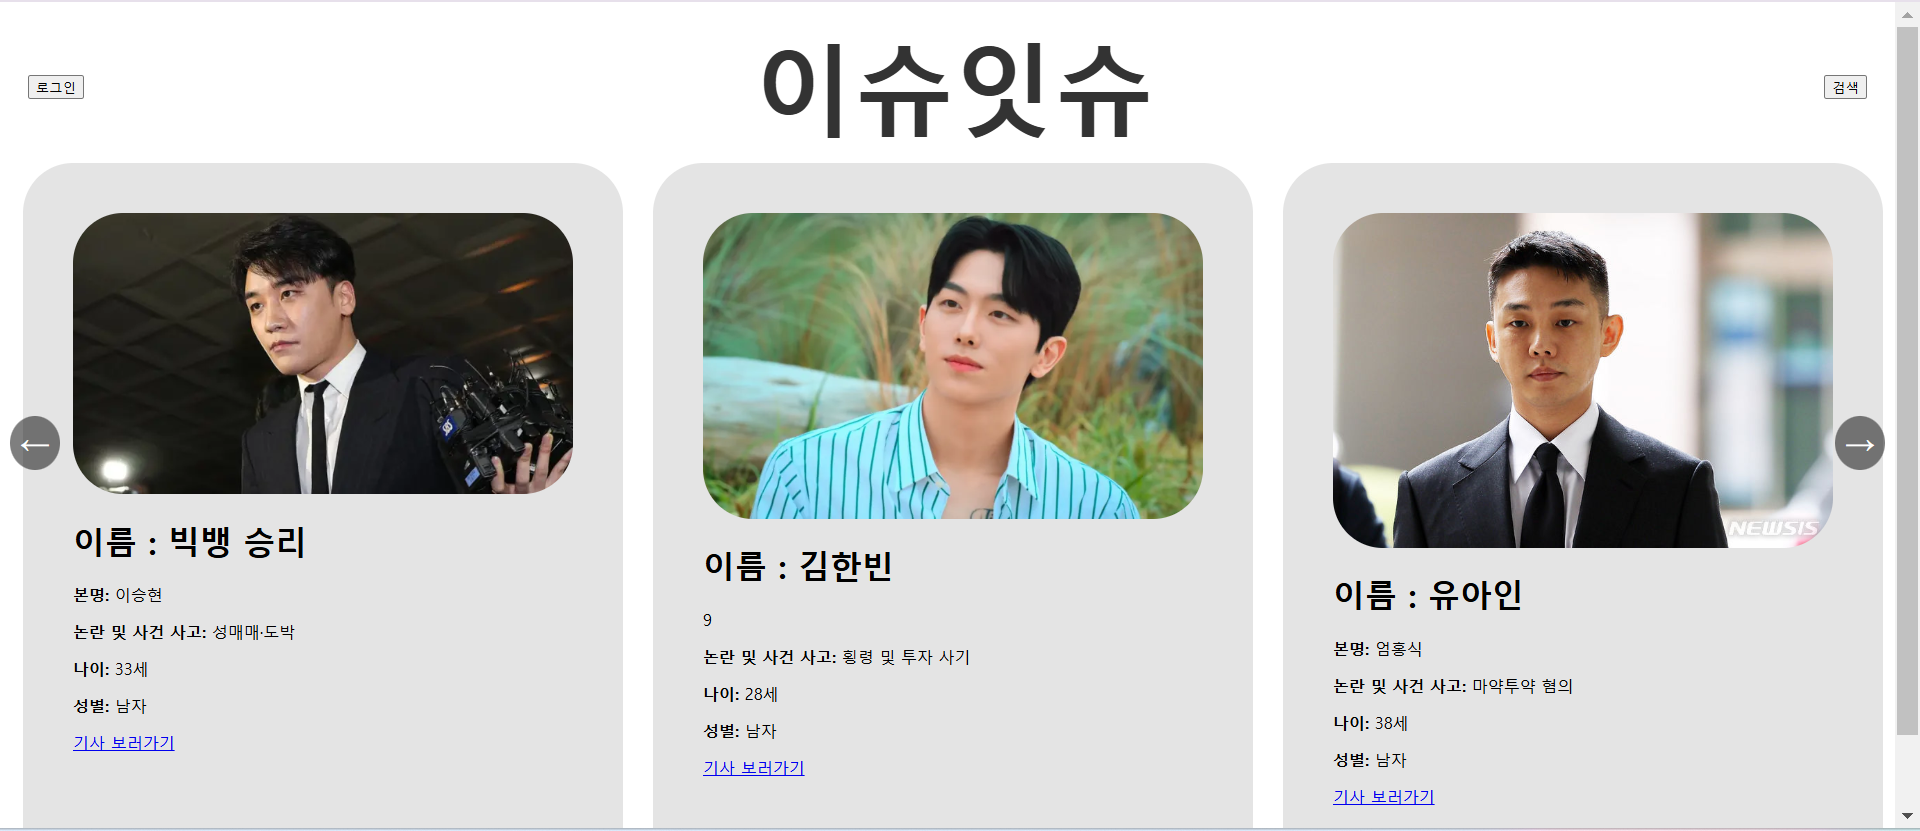 로그인
이슈잇슈
검색
←
→
NEWSIS
이름 : 빅뱅 승리
본명: 이승현
논란 및 사건 사고: 성매매·도박
나이: 33세
성별: 남자
기사 보러가기
이름 : 김한빈
9
논란 및 사건 사고: 횡령 및 투자 사기
나이: 28세
성별: 남자
기사 보러가기
이름 : 유아인
본명: 엄홍식
논란 및 사건 사고: 마약투약 혐의
나이: 38세
성별: 남자
기사 보러가기